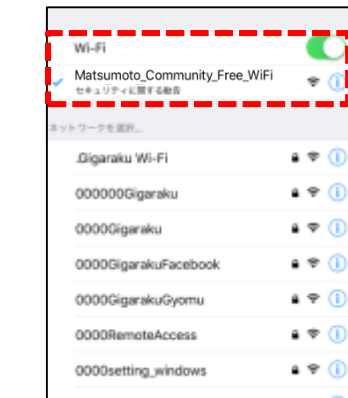 Wi-Fi
Matsumoto_Community_Free_WiFi
セキュリティに関する勧告
ネットワークを選択...
.Gigaraku Wi-Fi
000000Gigaraku
0000Gigaraku
0000GigarakuFacebook
0000GigarakuGyomu
0000RemoteAccess
0000setting_windows